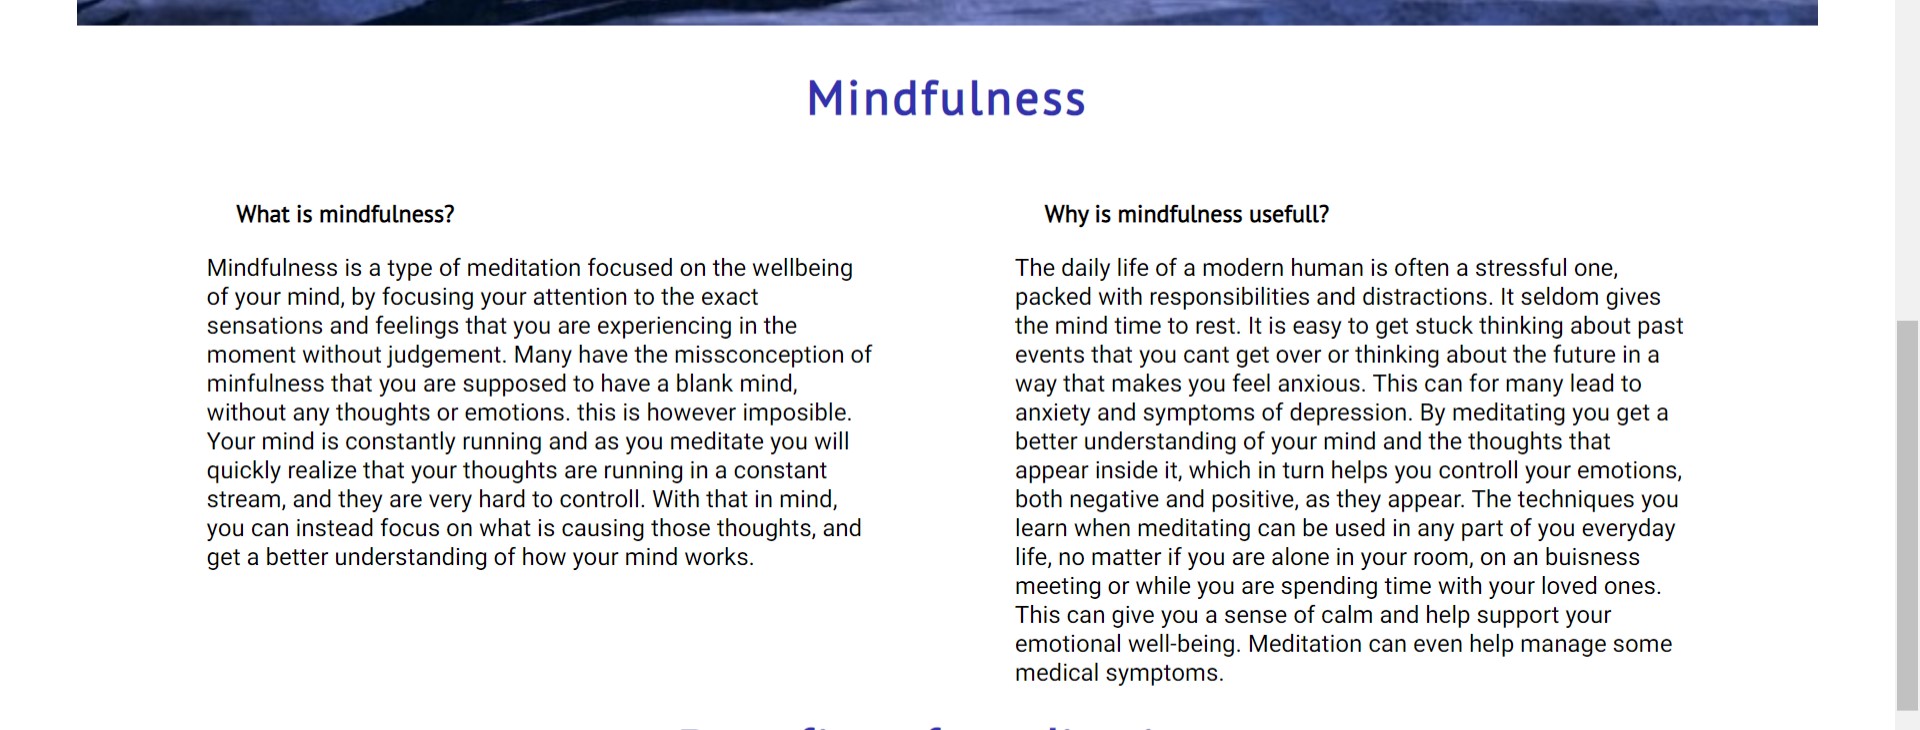 Mindfulness
What is mindfulness?
Mindfulness is a type of meditation focused on the wellbeing
of your mind, by focusing your attention to the exact
sensations and feelings that you are experiencing in the
moment without judgement. Many have the missconception of
minfulness that you are supposed to have a blank mind,
without any thoughts or emotions. this is however imposible.
Your mind is constantly running and as you meditate you will
quickly realize that your thoughts are running in a constant
stream, and they are very hard to controll. With that in mind,
you can instead focus on what is causing those thoughts, and
get a better understanding of how your mind works.
Why is mindfulness usefull?
The daily life of a modern human is often a stressful one,
packed with responsibilities and distractions. It seldom gives
the mind time to rest. It is easy to get stuck thinking about past
events that you cant get over or thinking about the future in a
way that makes you feel anxious. This can for many lead to
anxiety and symptoms of depression. By meditating you get a
better understanding of your mind and the thoughts that
appear inside it, which in turn helps you controll your emotions,
both negative and positive, as they appear. The techniques you
learn when meditating can be used in any part of you everyday
life, no matter if you are alone in your room, on an buisness
meeting or while you are spending time with your loved ones.
This can give you a sense of calm and help support your
emotional well-being. Meditation can even help manage some
medical symptoms.